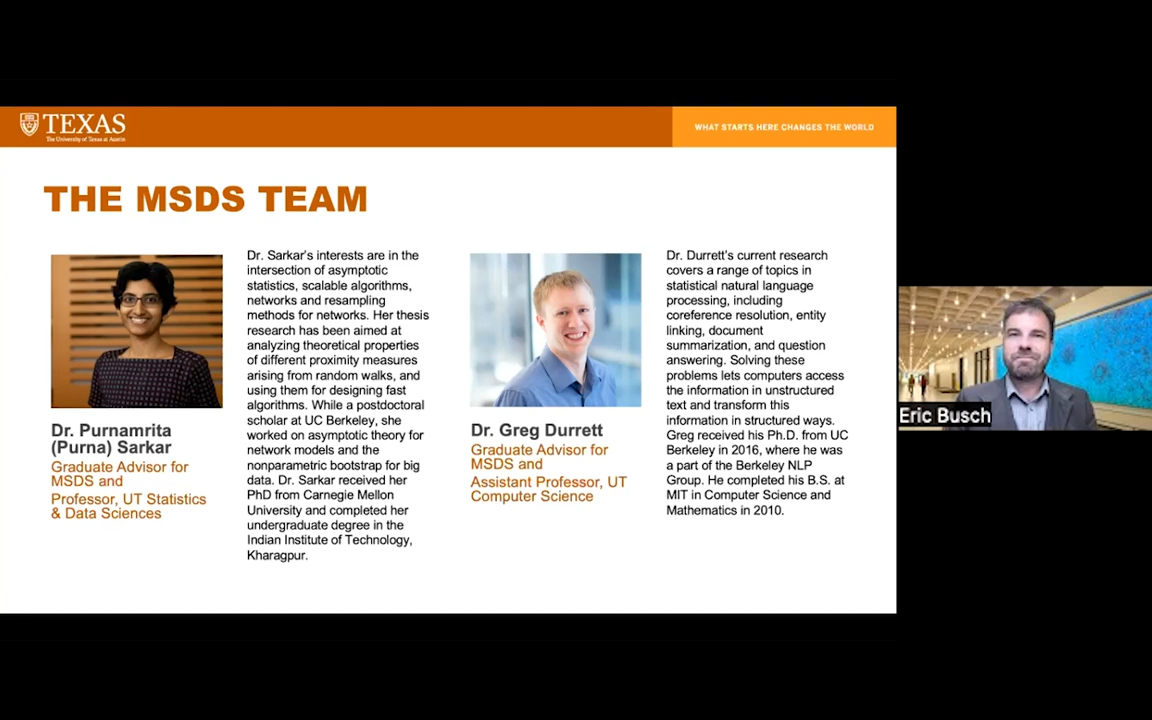 TEXAS
The University of Texas at Austin
WHAT STARTS HERE CHANGES THE WORLD
THE MSDS TEAM
Dr. Purnamrita
(Purna) Sarkar
Graduate Advisor for
MSDS and
Professor, UT Statistics
& Data Sciences
Dr. Sarkar's interests are in the
intersection of asymptotic
statistics, scalable algorithms,
networks and resampling
methods for networks. Her thesis
research has been aimed at
analyzing theoretical properties
of different proximity measures
arising from random walks, and
using them for designing fast
algorithms. While a postdoctoral
scholar at UC Berkeley, she
worked on asymptotic theory for
network models and the
nonparametric bootstrap for big
data. Dr. Sarkar received her
PhD from Carnegie Mellon
University and completed her
undergraduate degree in the
Indian Institute of Technology,
Kharagpur.
Dr. Greg Durrett
Graduate Advisor for
MSDS and
Assistant Professor, UT
Computer Science
Dr. Durrett's current research
covers a range of topics in
statistical natural language
processing, including
coreference resolution, entity
linking, document
summarization, and question
answering. Solving these
problems lets computers access
the information in unstructured
text and transform this
information in structured ways.
Greg received his Ph.D. from UC
Berkeley in 2016, where he was
a part of the Berkeley NLP
Group. He completed his B.S. at
MIT in Computer Science and
Mathematics in 2010.
Eric Busch